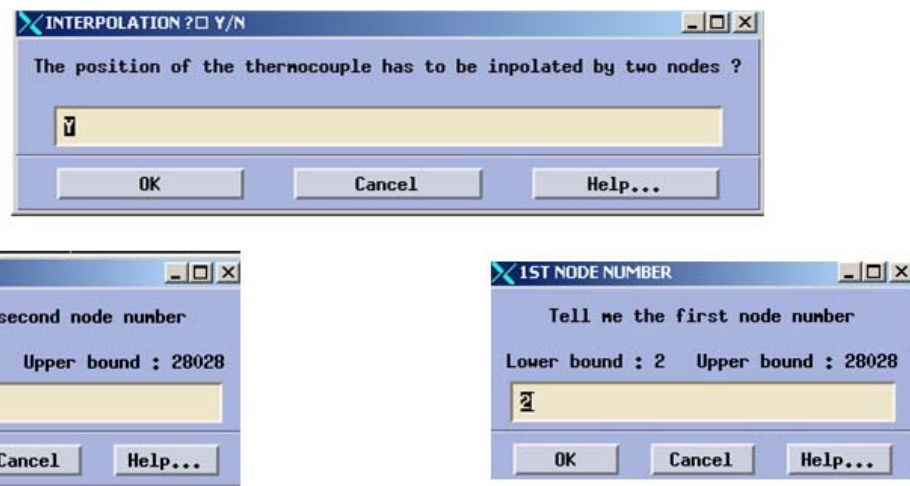 INTERPOLATION ?□ Y/N
The position of the thermocouple has to be inpolated by two nodes ?
Y
OK Cancel Help...
second node number
Upper bound : 28028
Cancel Help...
1ST NODE NUMBER
Tell me the first node number
Lower bound : 2 Upper bound : 28028
2
OK Cancel Help...